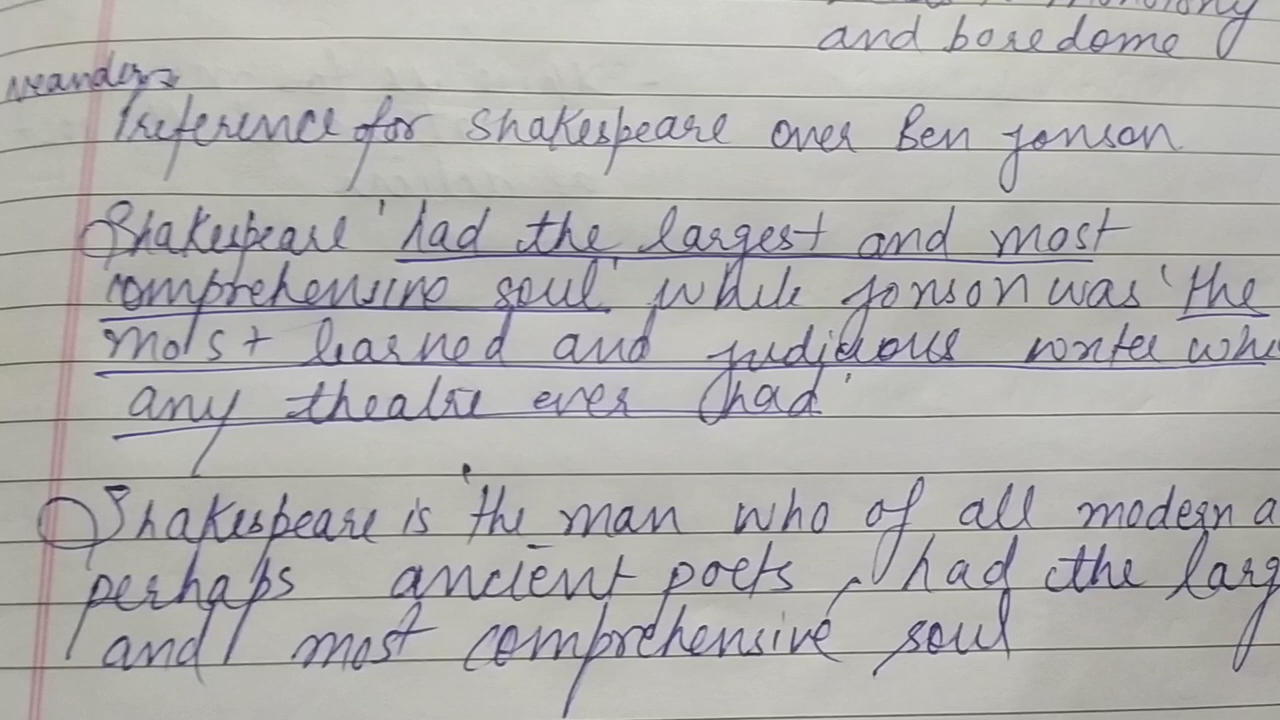 and boredome
Neander :-
Preference for Shakespeare over Ben Jonson
Shakespeare 'had the largest and most
comprehensive soul' while Jonson was 'the
most learned and judicious writer
any theatre ever had'
Shakespeare is 'the man who of all modern a
perhaps ancient poets, had the larg
and most comprehensive soul